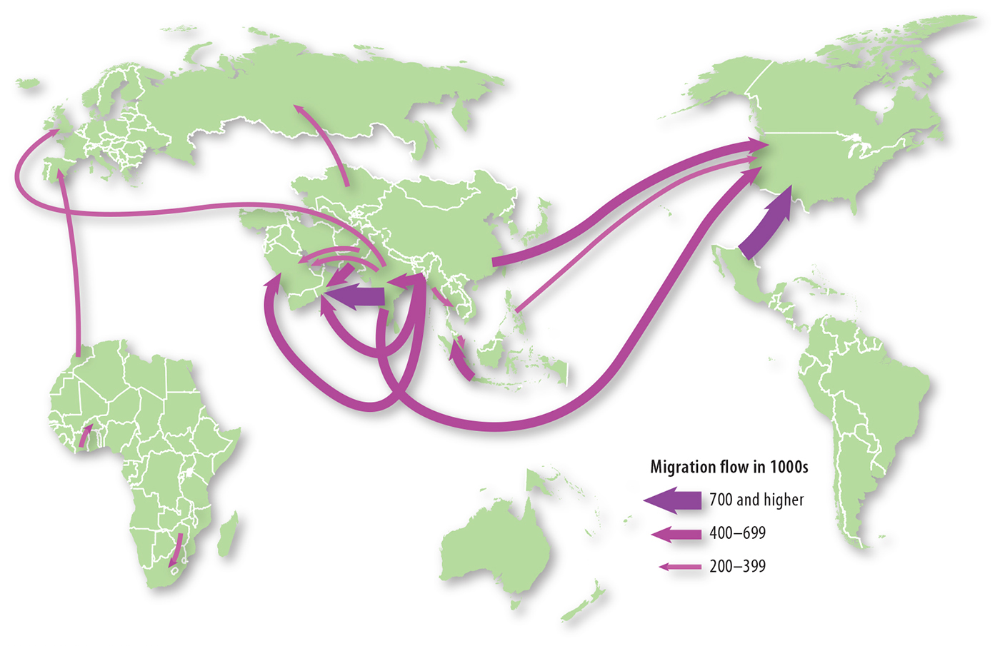 Migration flow in 1000s
700 and higher
400–699
200–399